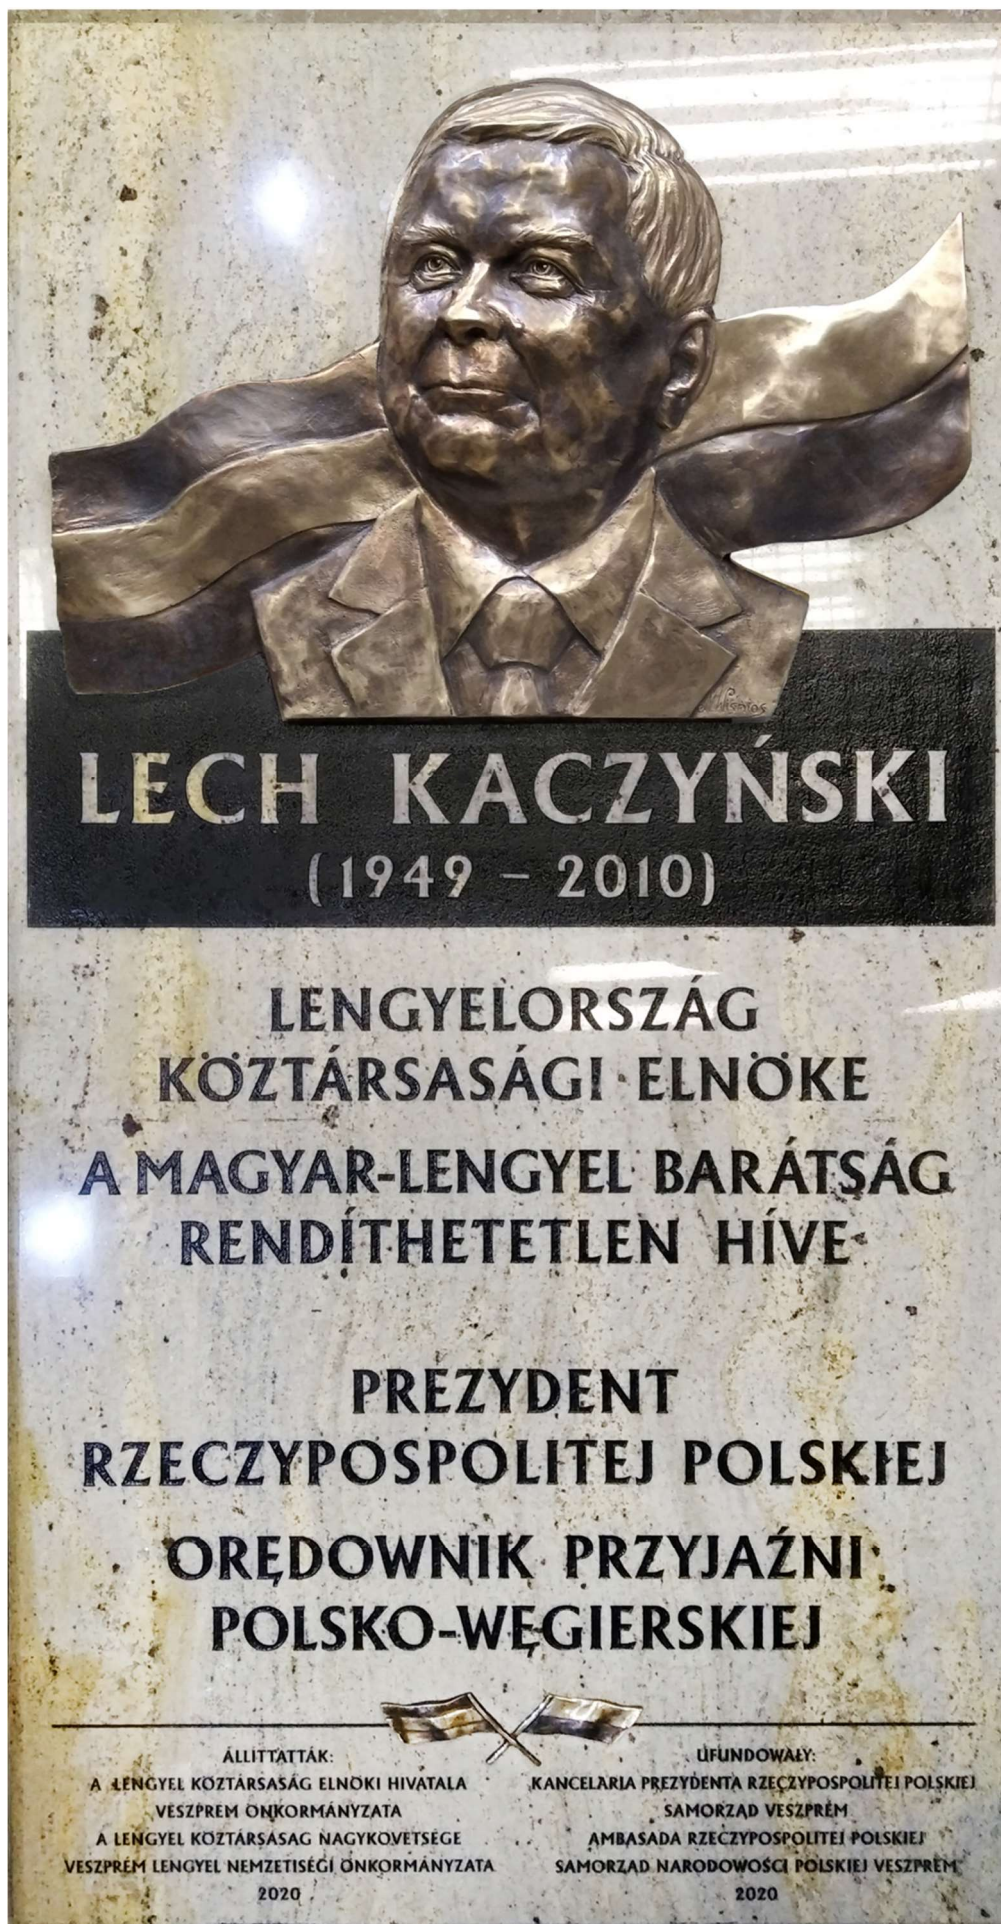 LECH KACZYŃSKI
(1949 – 2010)
LENGYELORSZÁG
KÖZTÁRSASÁGI ELNÖKE
A MAGYAR-LENGYEL BARÁTSÁG
RENDÍTHETETLEN HÍVE
PREZYDENT
RZECZYPOSPOLITEJ POLSKIEJ
ORĘDOWNIK PRZYJAŹNI
POLSKO-WĘGIERSKIEJ
ÁLLÍTTATTÁK:
A LENGYEL KÖZTÁRSASÁG ELNÖKI HIVATALA
VESZPRÉM ÖNKORMÁNYZATA
A LENGYEL KÖZTÁRSASÁG NAGYKÖVETSÉGE
VESZPRÉM LENGYEL NEMZETISÉGI ÖNKORMÁNYZATA
2020
UFUNDOWAŁY:
KANCELARIA PREZYDENTA RZECZYPOSPOLITEJ POLSKIEJ
SAMORZĄD VESZPRÉM
AMBASADA RZECZYPOSPOLITEJ POLSKIEJ
SAMORZĄD NARODOWOŚCI POLSKIEJ VESZPRÉM
2020